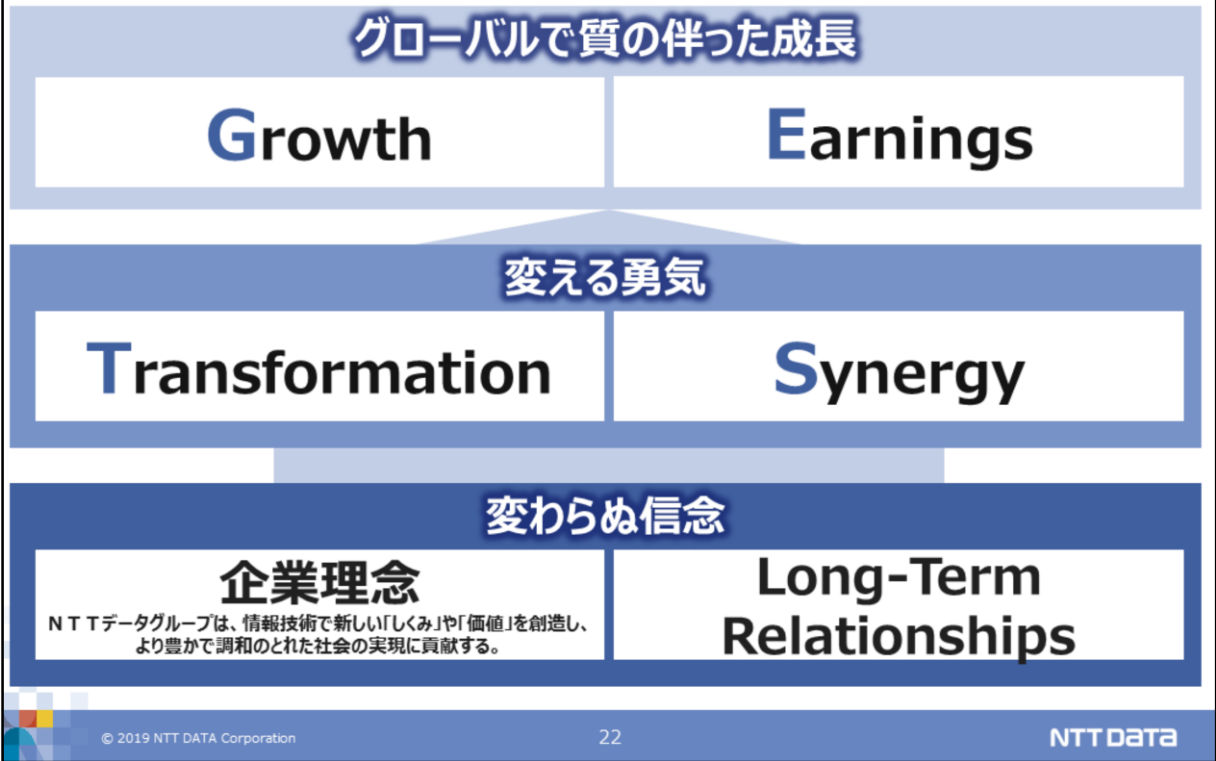 グローバルで質の伴った成長
Growth
Earnings
変える勇気
Transformation
Synergy
変わらぬ信念
企業理念
NTTデータグループは、情報技術で新しい「しくみ」や「価値」を創造し、
より豊かで調和のとれた社会の実現に貢献する。
Long-Term
Relationships
© 2019 NTT DATA Corporation
22
NTT DATA